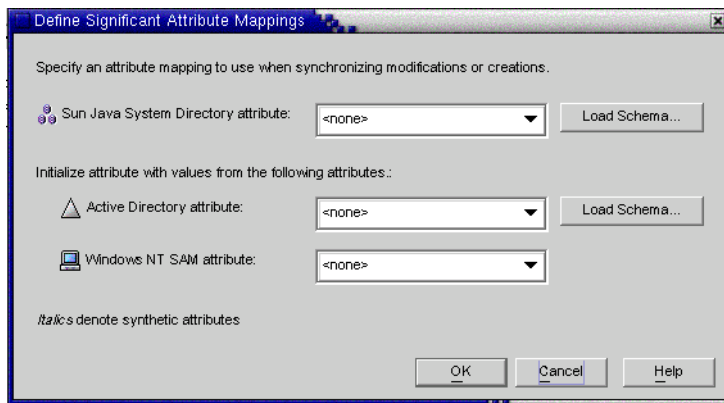 Define Significant Attribute Mappings
Specify an attribute mapping to use when synchronizing modifications or creations.
Sun Java System Directory attribute: <none> Load Schema...
Initialize attribute with values from the following attributes.:
Active Directory attribute: <none> Load Schema...
Windows NT SAM attribute: <none>
Italics denote synthetic attributes
OK Cancel Help